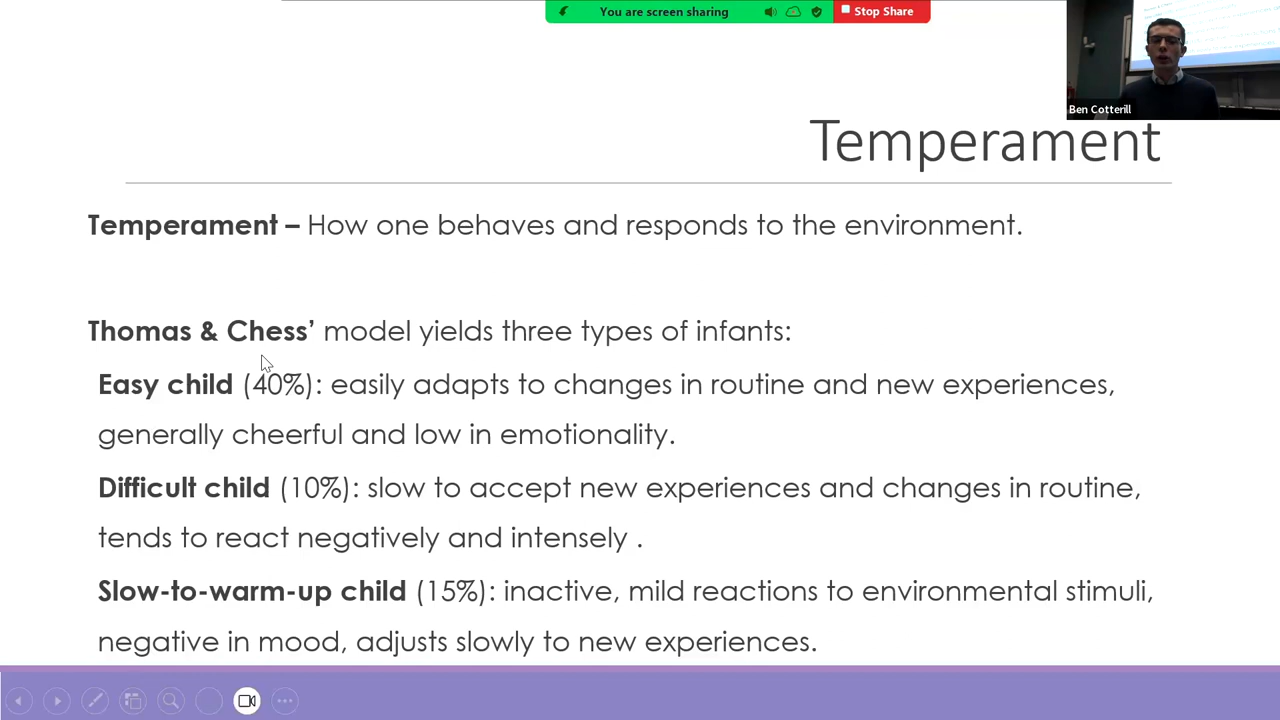 You are screen sharing
Stop Share
Ben Cotterill
Temperament
Temperament – How one behaves and responds to the environment.
Thomas & Chess’ model yields three types of infants:
Easy child (40%): easily adapts to changes in routine and new experiences,
generally cheerful and low in emotionality.
Difficult child (10%): slow to accept new experiences and changes in routine,
tends to react negatively and intensely .
Slow-to-warm-up child (15%): inactive, mild reactions to environmental stimuli,
negative in mood, adjusts slowly to new experiences.